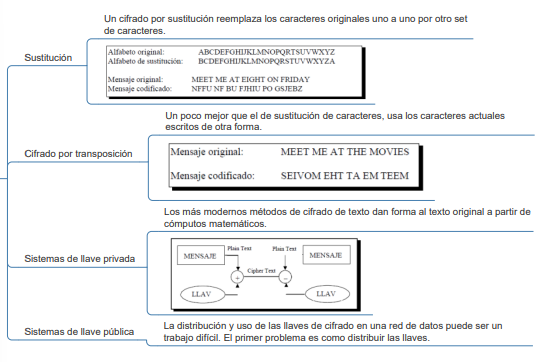 Un cifrado por sustitución reemplaza los caracteres originales uno a uno por otro set
de caracteres.
Sustitución
Alfabeto original: ABCDEFGHIJKLMNOPQRTSUVWXYZ
Alfabeto de sustitución: BCDEFGHIJKLMNOPQRSTUVWXYZA
Mensaje original: MEET ME AT EIGHT ON FRIDAY
Mensaje codificado: NFFU NF BU FJHIU PO GSJEBZ
Un poco mejor que el de sustitución de caracteres, usa los caracteres actuales
escritos de otra forma.
Cifrado por transposición
Mensaje original: MEET ME AT THE MOVIES
Mensaje codificado: SEIVOM EHT TA EM TEEM
Los más modernos métodos de cifrado de texto dan forma al texto original a partir de
cómputos matemáticos.
Sistemas de llave privada
MENSAJE Plain Text Plain Text MENSAJE
Cipher Text
+ -
LLAV LLAV
La distribución y uso de las llaves de cifrado en una red de datos puede ser un
trabajo difícil. El primer problema es como distribuir las llaves.
Sistemas de llave pública